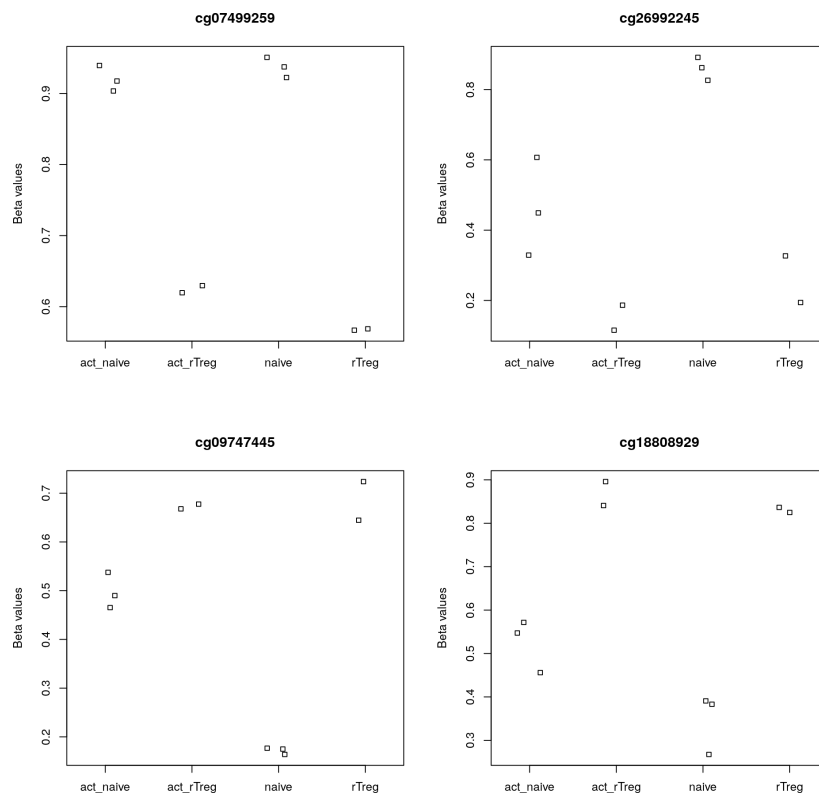 cg07499259
Beta values
0.9
0.8
0.7
0.6
act_naive act_rTreg naive rTreg
cg26992245
Beta values
0.8
0.6
0.4
0.2
act_naive act_rTreg naive rTreg
cg09747445
Beta values
0.7
0.6
0.5
0.4
0.3
0.2
act_naive act_rTreg naive rTreg
cg18808929
Beta values
0.9
0.8
0.7
0.6
0.5
0.4
0.3
act_naive act_rTreg naive rTreg